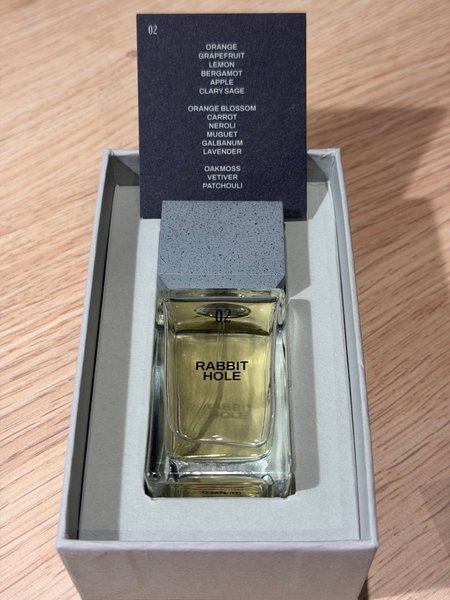 02
ORANGE
GRAPEFRUIT
LEMON
BERGAMOT
APPLE
CLARY SAGE
ORANGE BLOSSOM
CARROT
NEROLI
MUGUET
GALBANUM
LAVENDER
OAKMOSS
VETIVER
PATCHOULI
02
RABBIT
HOLE